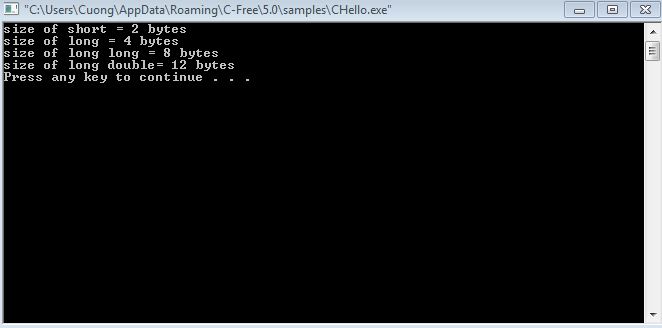 "C:\Users\Cuong\AppData\Roaming\C-Free\5.0\samples\CHello.exe"
size of short = 2 bytes
size of long = 4 bytes
size of long long = 8 bytes
size of long double= 12 bytes
Press any key to continue . . .